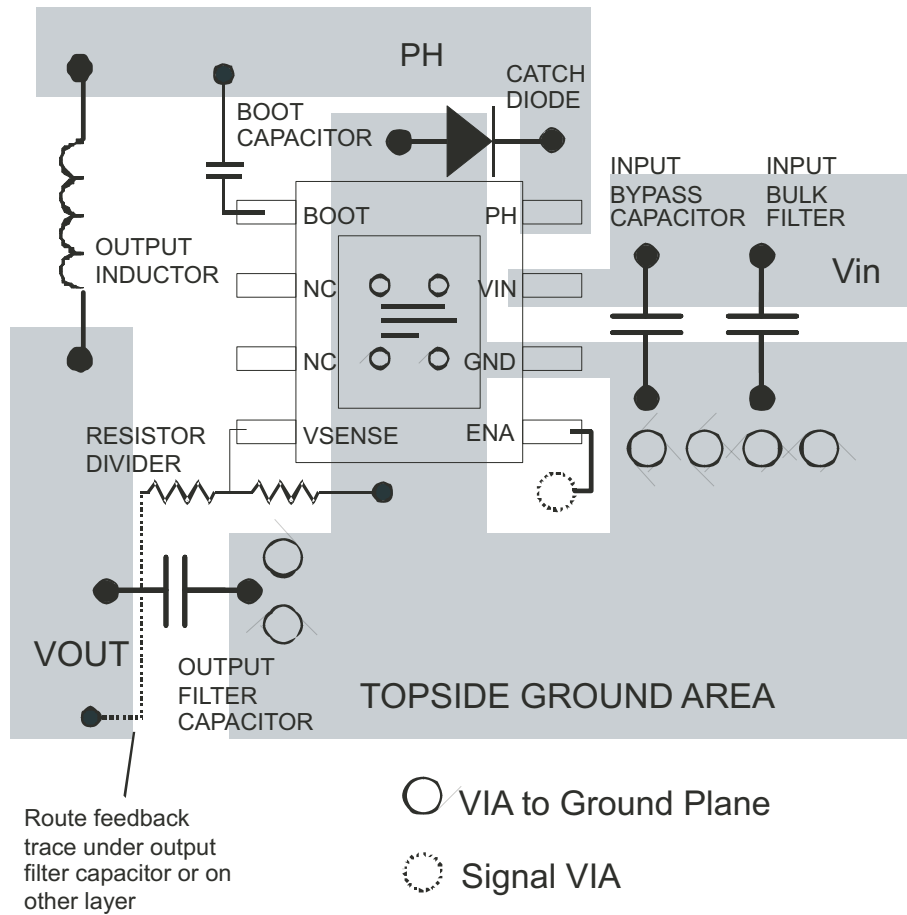 PH
CATCH
DIODE
BOOT
CAPACITOR
INPUT
BYPASS
CAPACITOR
INPUT
BULK
FILTER
Vin
OUTPUT
INDUCTOR
BOOT
PH
NC
VIN
NC
GND
VSENSE
ENA
RESISTOR
DIVIDER
VOUT
OUTPUT
FILTER
CAPACITOR
TOPSIDE GROUND AREA
Route feedback
trace under output
filter capacitor or on
other layer
VIA to Ground Plane
Signal VIA